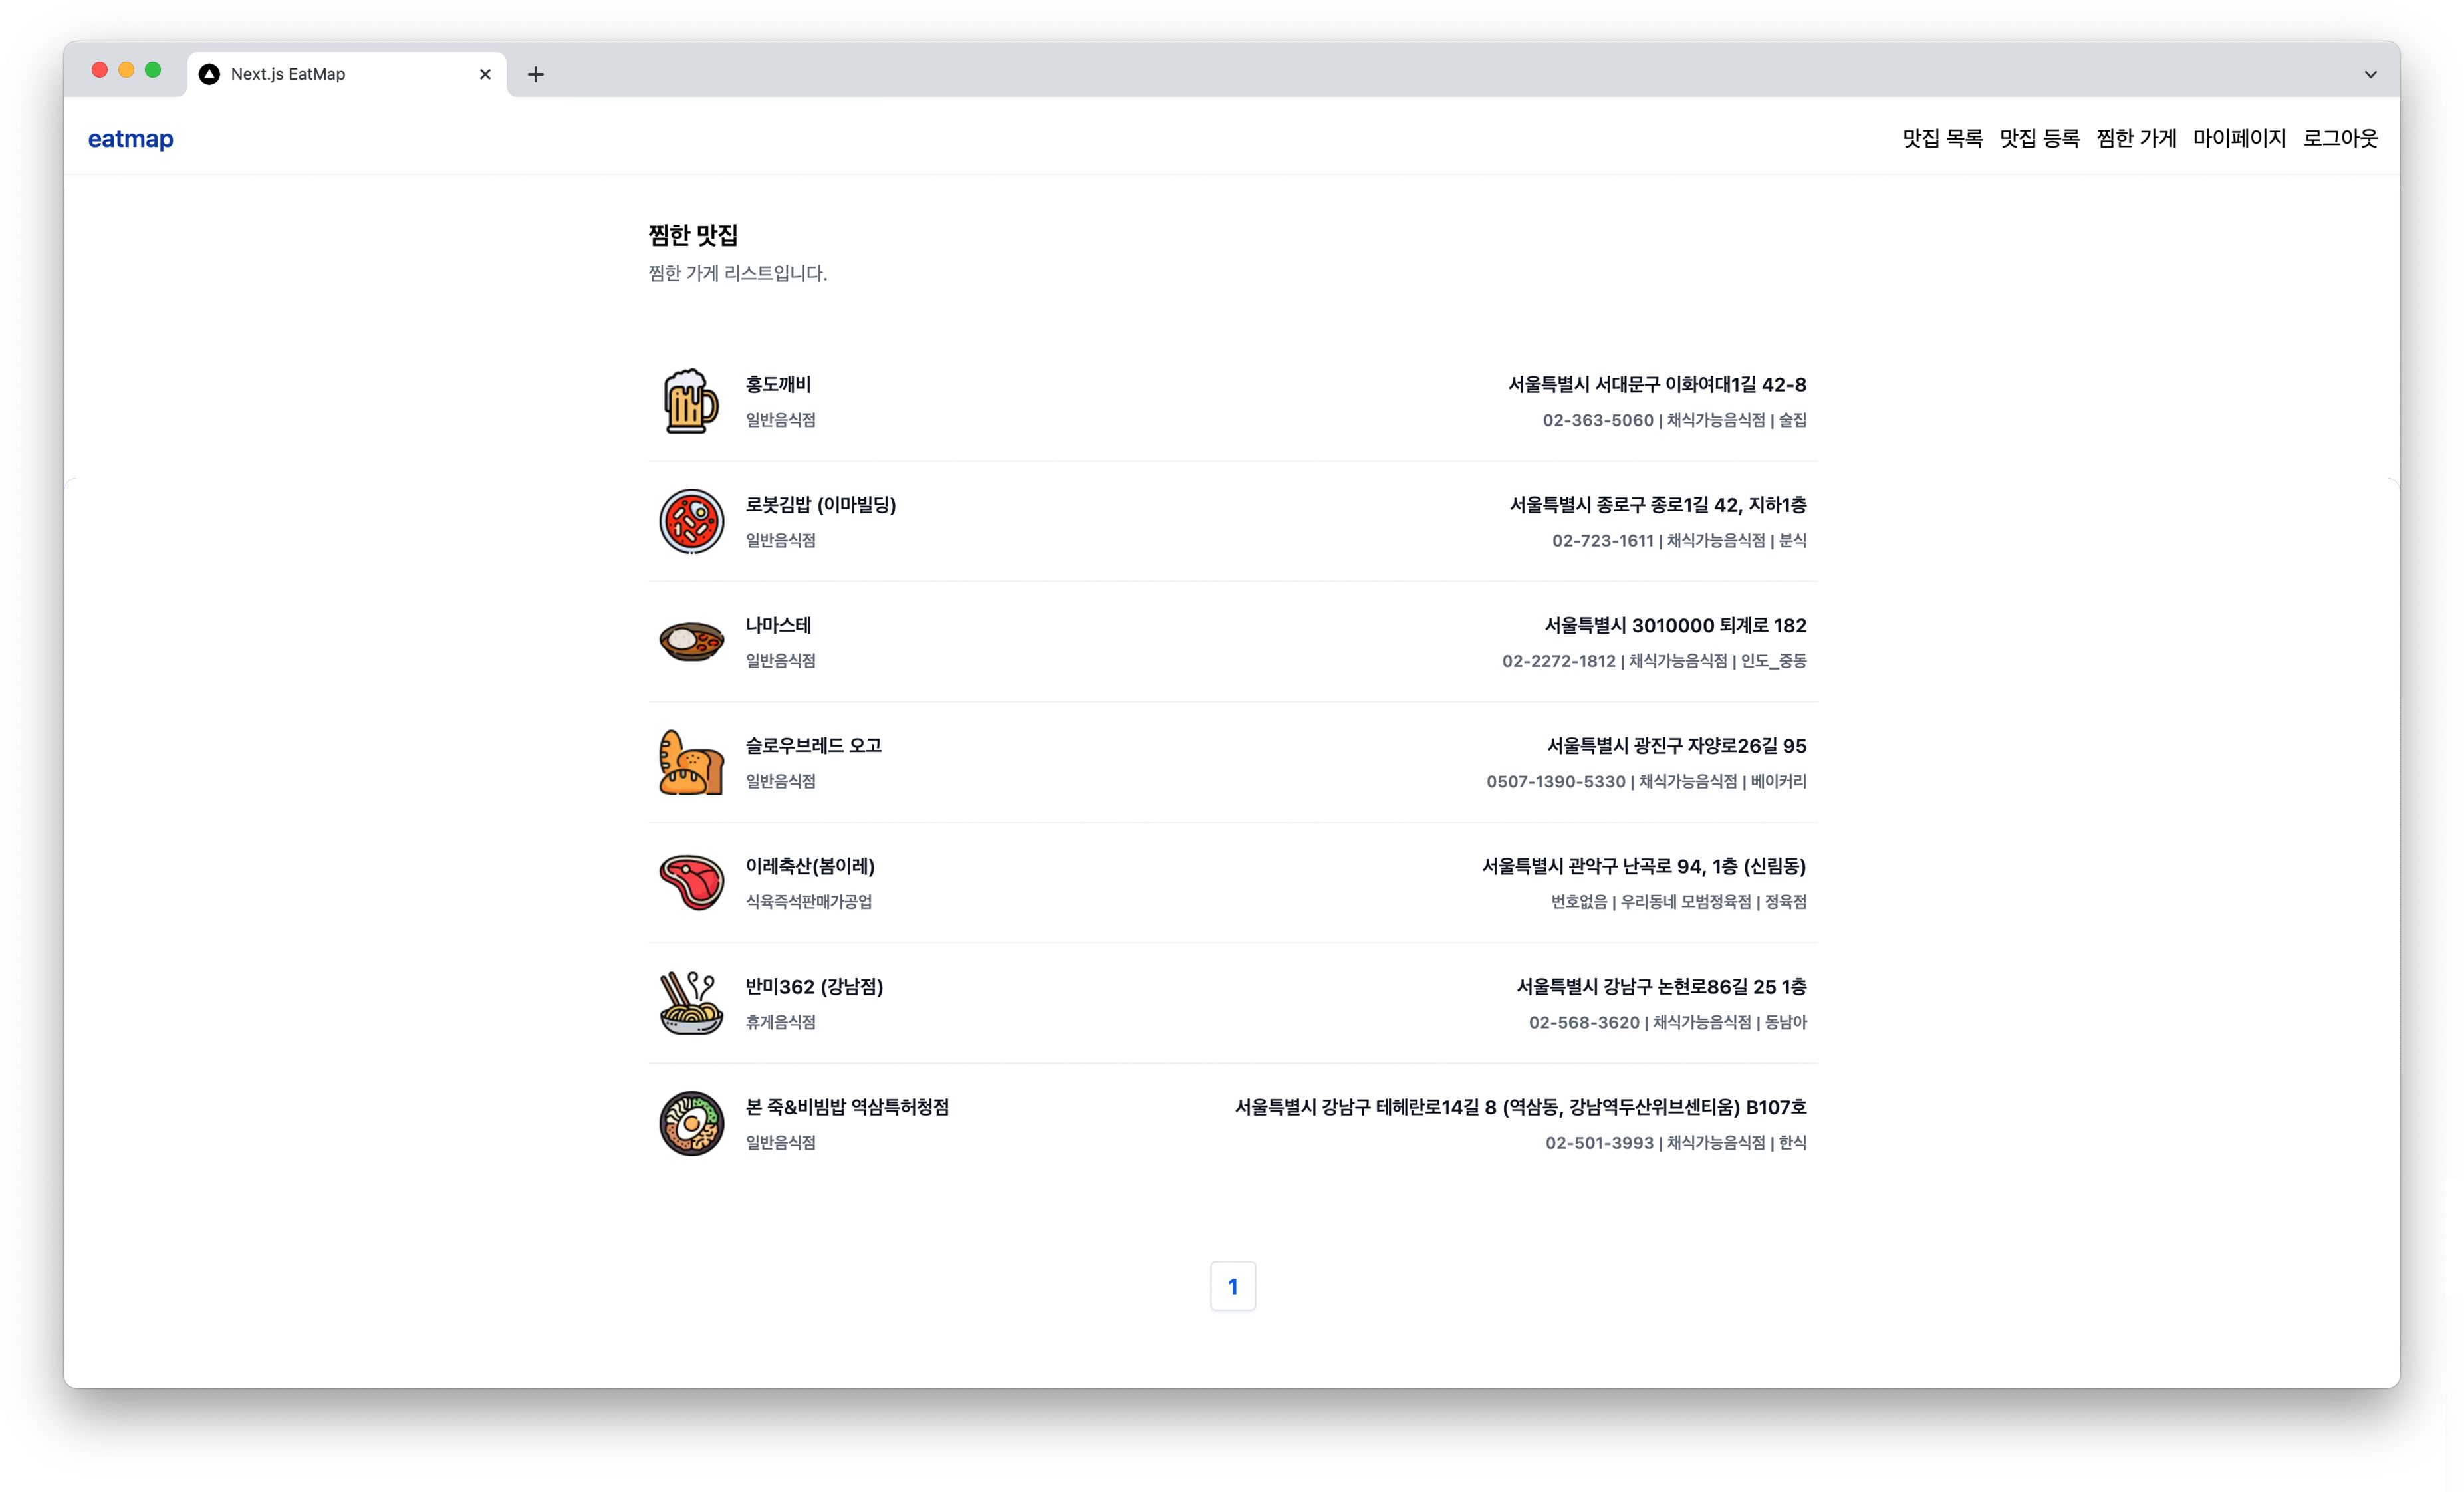 Next.js EatMap
eatmap
맛집 목록 맛집 등록 찜한 가게 마이페이지 로그아웃
찜한 맛집
찜한 가게 리스트입니다.
홍도깨비
서울특별시 서대문구 이화여대1길 42-8
일반음식점
02-363-5060 | 채식가능음식점 | 술집
로봇김밥 (이마빌딩)
서울특별시 종로구 종로1길 42, 지하1층
일반음식점
02-723-1611 | 채식가능음식점 | 분식
나마스테
서울특별시 3010000 퇴계로 182
일반음식점
02-2272-1812 | 채식가능음식점 | 인도_중동
슬로우브레드 오고
서울특별시 광진구 자양로26길 95
일반음식점
0507-1390-5330 | 채식가능음식점 | 베이커리
이레축산(봄이레)
서울특별시 관악구 난곡로 94, 1층 (신림동)
식육즉석판매가공업
번호없음 | 우리동네 모범정육점 | 정육점
반미362 (강남점)
서울특별시 강남구 논현로86길 25 1층
휴게음식점
02-568-3620 | 채식가능음식점 | 동남아
본 죽&비빔밥 역삼특허청점
서울특별시 강남구 테헤란로14길 8 (역삼동, 강남역두산위브센티움) B107호
일반음식점
02-501-3993 | 채식가능음식점 | 한식
1